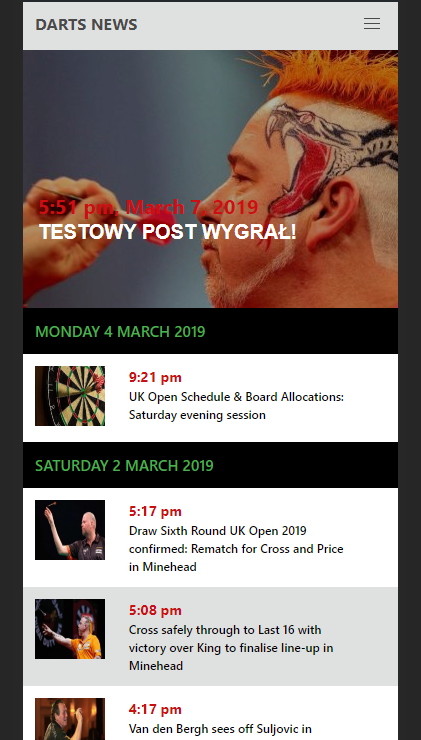 DARTS NEWS
5:51 pm, March 7, 2019
TESTOWY POST WYGRAŁ!
MONDAY 4 MARCH 2019
9:21 pm
UK Open Schedule & Board Allocations:
Saturday evening session
SATURDAY 2 MARCH 2019
5:17 pm
Draw Sixth Round UK Open 2019
confirmed: Rematch for Cross and Price
in Minehead
5:08 pm
Cross safely through to Last 16 with
victory over King to finalise line-up in
Minehead
4:17 pm
Van den Bergh sees off Suljovic in